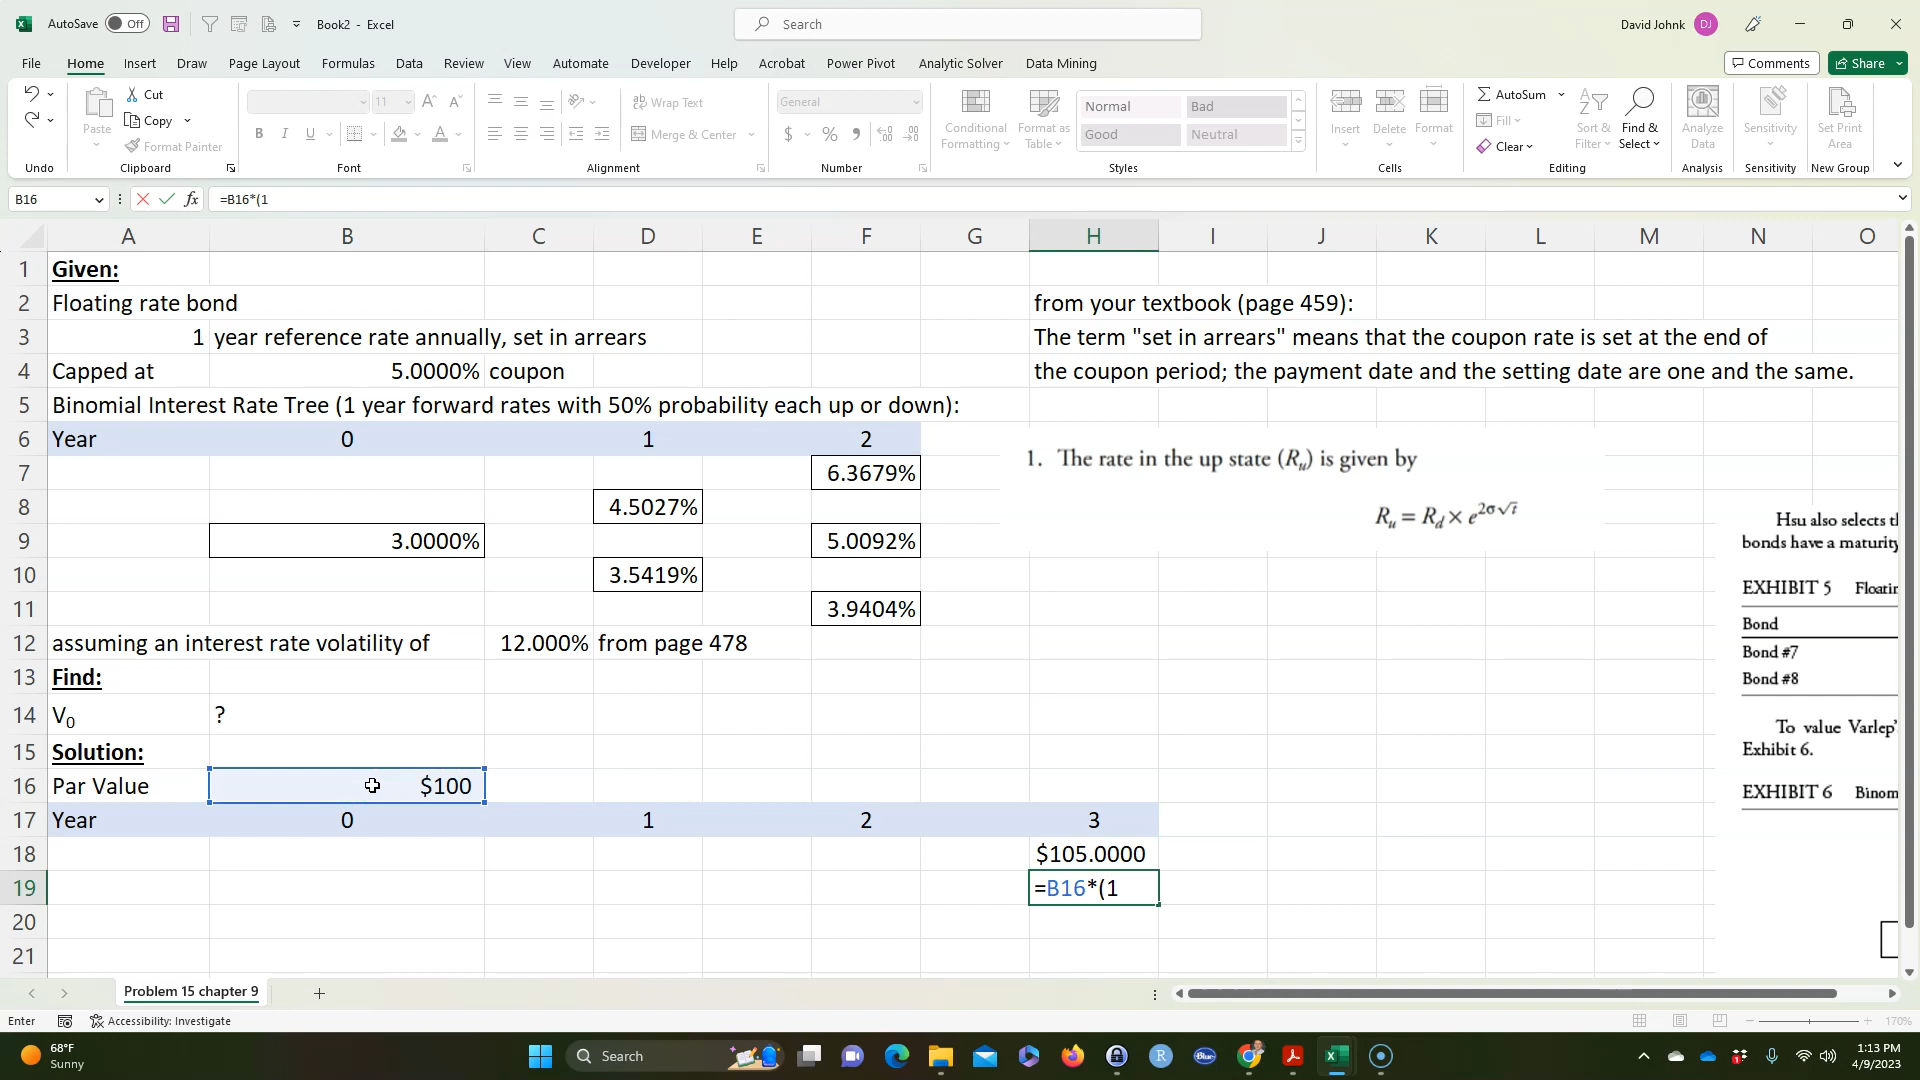 AutoSave Off Book2 - Excel Search David Johnk DJ
File Home Insert Draw Page Layout Formulas Data Review View Automate Developer Help Acrobat Power Pivot Analytic Solver Data Mining Comments Share
Paste Cut Copy Format Painter
11 Wrap Text Merge & Center General
Conditional Formatting Format as Table Normal Bad Good Neutral
Insert Delete Format AutoSum Fill Clear Sort & Filter Find & Select Analyze Data Sensitivity Set Print Area
Undo Clipboard Font Alignment Number Styles Cells Editing Analysis Sensitivity New Group
B16 fx =B16*(1
A B C D E F G H I J K L M N O
1 Given:
2 Floating rate bond from your textbook (page 459):
3 1 year reference rate annually, set in arrears The term "set in arrears" means that the coupon rate is set at the end of
4 Capped at 5.0000% coupon the coupon period; the payment date and the setting date are one and the same.
5 Binomial Interest Rate Tree (1 year forward rates with 50% probability each up or down):
6 Year 0 1 2
1. The rate in the up state (Ru) is given by
7 6.3679%
8 4.5027%
Ru = Rd × e^2σ√t
9 3.0000% 5.0092%
10 3.5419%
11 3.9404%
12 assuming an interest rate volatility of 12.000% from page 478
13 Find:
14 V0 ?
15 Solution:
16 Par Value $100
17 Year 0 1 2 3
18 $105.0000
19 =B16*(1
20
21
Hsu also selects
bonds have a maturity
EXHIBIT 5
Bond
Bond #7
Bond #8
To value Varlep'
Exhibit 6.
EXHIBIT 6
Problem 15 chapter 9
Enter Accessibility: Investigate 170%
68°F
Sunny
Search
Blue
1:13 PM
4/9/2023